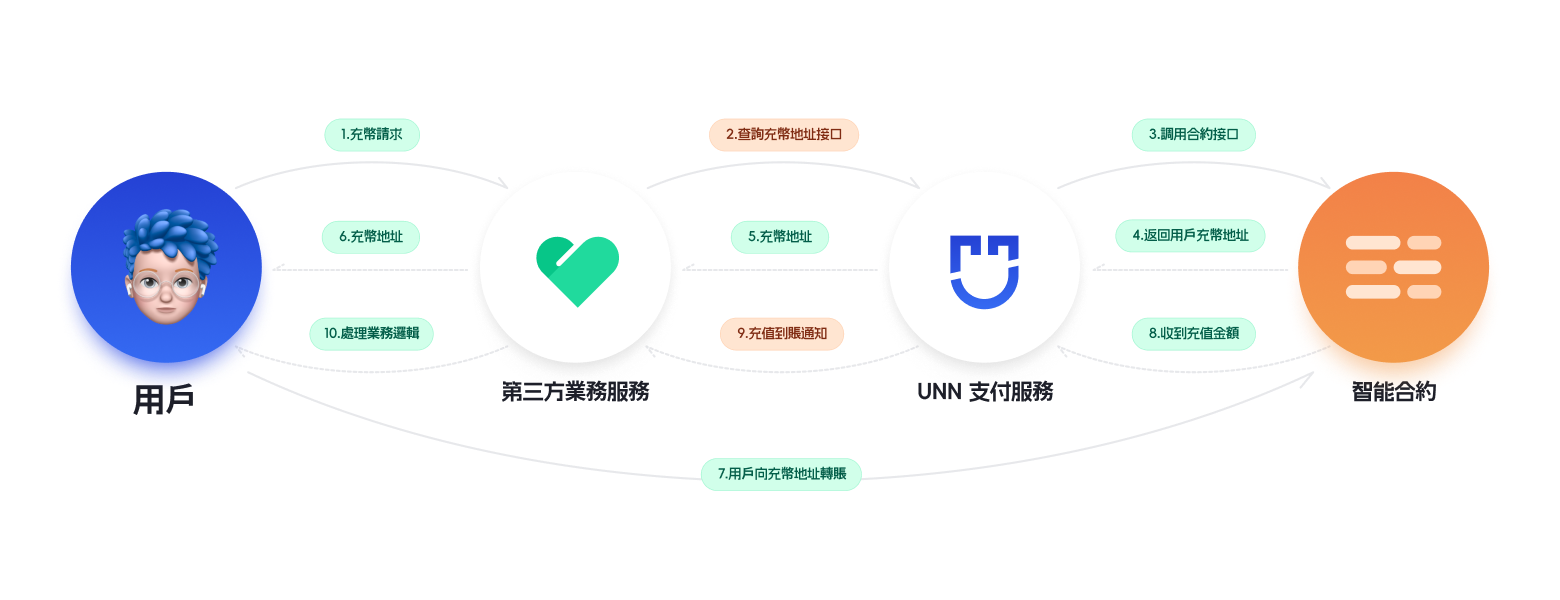 1.充幣請求
2.查詢充幣地址接口
3.調用合約接口
6.充幣地址
5.充幣地址
4.返回用戶充幣地址
10.處理業務邏輯
9.充值到賬通知
8.收到充值金額
用戶
第三方業務服務
UNN 支付服務
智能合約
7.用戶向充幣地址轉賬